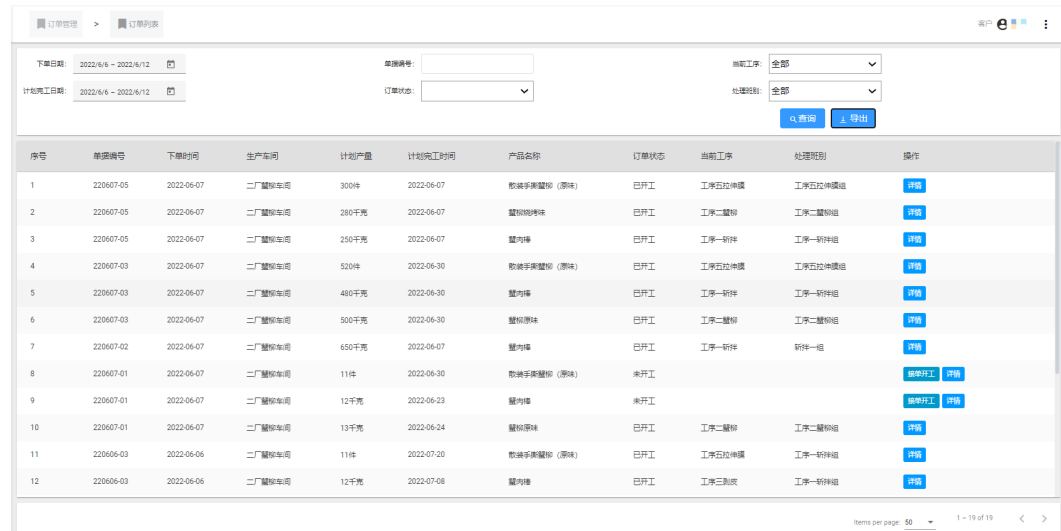 订单管理 > 订单列表 客户
下单日期: 2022/6/6 – 2022/6/12 单据编号: 当前工序: 全部
计划完工日期: 2022/6/6 – 2022/6/12 订单状态: 处理班别: 全部
查询 导出
序号 单据编号 下单时间 生产车间 计划产量 计划完工时间 产品名称 订单状态 当前工序 处理班别 操作
1 220607-05 2022-06-07 二厂蟹柳车间 300件 2022-06-07 散装手撕蟹柳（原味） 已开工 工序五拉伸膜 工序五拉伸膜组 详情
2 220607-05 2022-06-07 二厂蟹柳车间 280千克 2022-06-07 蟹柳烧烤味 已开工 工序二蟹柳 工序二蟹柳组 详情
3 220607-05 2022-06-07 二厂蟹柳车间 250千克 2022-06-07 蟹肉棒 已开工 工序一斩拌 工序一斩拌组 详情
4 220607-03 2022-06-07 二厂蟹柳车间 520件 2022-06-30 散装手撕蟹柳（原味） 已开工 工序五拉伸膜 工序五拉伸膜组 详情
5 220607-03 2022-06-07 二厂蟹柳车间 480千克 2022-06-30 蟹肉棒 已开工 工序一斩拌 工序一斩拌组 详情
6 220607-03 2022-06-07 二厂蟹柳车间 500千克 2022-06-30 蟹柳原味 已开工 工序二蟹柳 工序二蟹柳组 详情
7 220607-02 2022-06-07 二厂蟹柳车间 650千克 2022-06-07 蟹肉棒 已开工 工序一斩拌 斩拌一组 详情
8 220607-01 2022-06-07 二厂蟹柳车间 11件 2022-06-30 散装手撕蟹柳（原味） 未开工 接单开工 详情
9 220607-01 2022-06-07 二厂蟹柳车间 12千克 2022-06-23 蟹肉棒 未开工 接单开工 详情
10 220607-01 2022-06-07 二厂蟹柳车间 13千克 2022-06-24 蟹柳原味 已开工 工序二蟹柳 工序二蟹柳组 详情
11 220606-03 2022-06-06 二厂蟹柳车间 11件 2022-07-20 散装手撕蟹柳（原味） 已开工 工序五拉伸膜 工序一斩拌组 详情
12 220606-03 2022-06-06 二厂蟹柳车间 12千克 2022-07-08 蟹肉棒 已开工 工序三剥皮 工序一斩拌组 详情
Items per page: 50 1 – 19 of 19